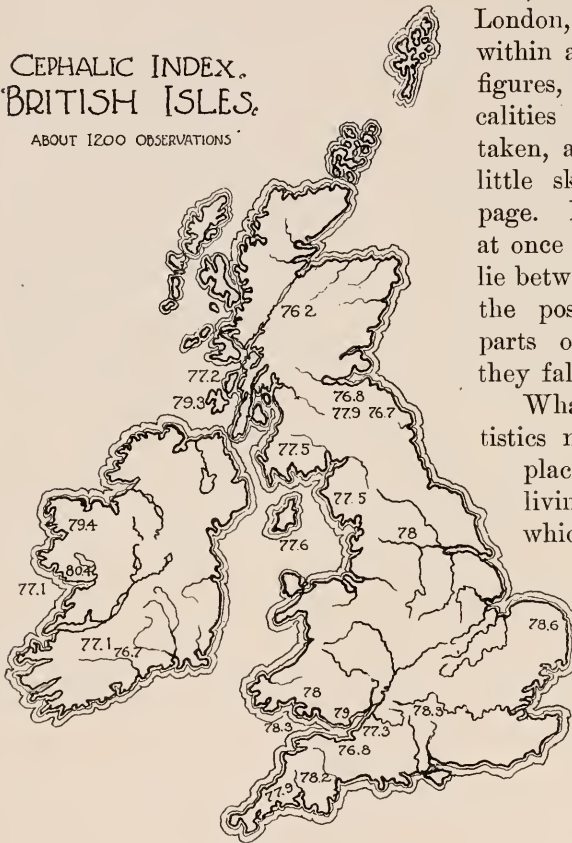 CEPHALIC INDEX.
BRITISH ISLES.
ABOUT 1200 OBSERVATIONS
London,
within a
figures,
calities
taken, a
little sk
page.
at once
lie betw
the pos
parts o
they fal
Wha
tistics
plac
livin
whic
76.2
77.2
79.3
76.8
77.9 76.7
77.5
77.5
77.6
78
79.4
80.4
77.1
77.1
76.7
78.6
78
79
78.3
78.3
77.3
76.8
78.2
77.9